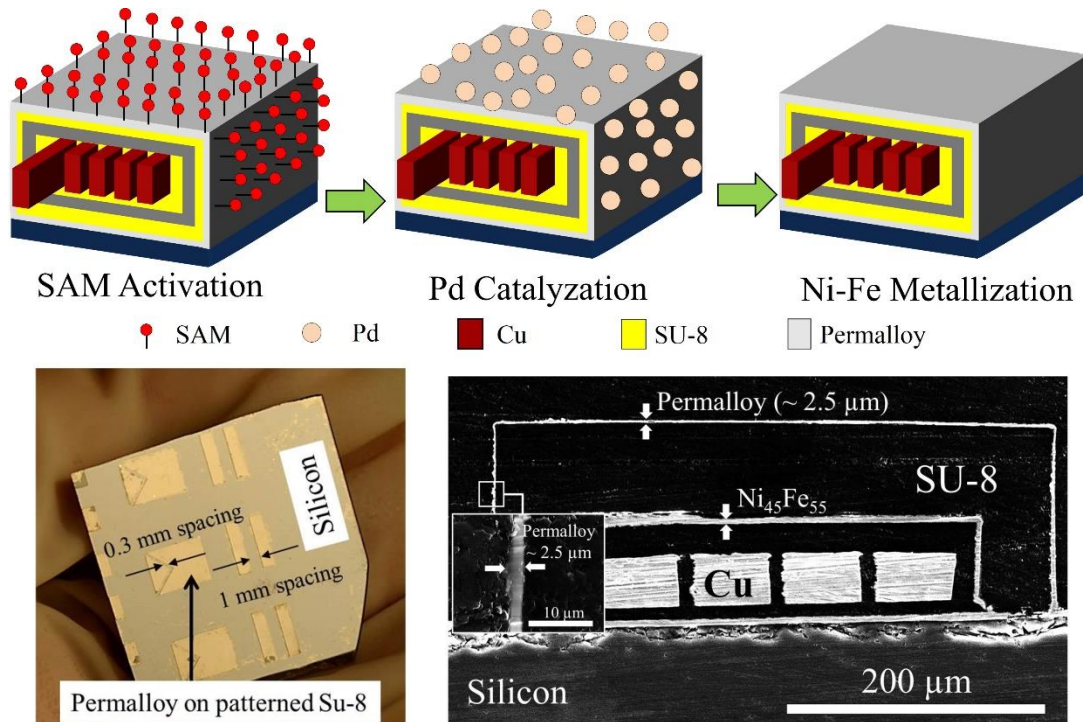 SAM Activation
Pd Catalyzation
Ni-Fe Metallization
SAM
Pd
Cu
SU-8
Permalloy
0.3 mm spacing
Silicon
1 mm spacing
Permalloy on patterned Su-8
Permalloy (~ 2.5 µm)
SU-8
Ni₄₅Fe₅₅
Permalloy
~ 2.5 µm
Cu
10 µm
Silicon
200 µm